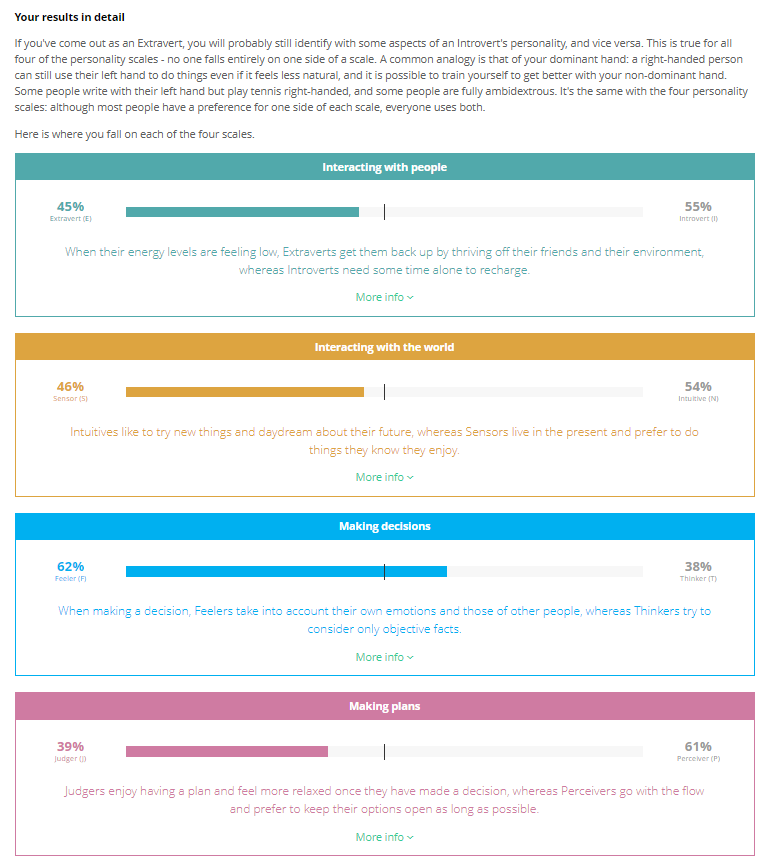 Your results in detail
If you've come out as an Extravert, you will probably still identify with some aspects of an Introvert's personality, and vice versa. This is true for all
four of the personality scales - no one falls entirely on one side of a scale. A common analogy is that of your dominant hand: a right-handed person
can still use their left hand to do things even if it feels less natural, and it is possible to train yourself to get better with your non-dominant hand.
Some people write with their left hand but play tennis right-handed, and some people are fully ambidextrous. It's the same with the four personality
scales: although most people have a preference for one side of each scale, everyone uses both.
Here is where you fall on each of the four scales.
Interacting with people
45% 55%
Extravert (E) Introvert (I)
When their energy levels are feeling low, Extraverts get them back up by thriving off their friends and their environment,
whereas Introverts need some time alone to recharge.
More info
Interacting with the world
46% 54%
Sensor (S) Intuitive (N)
Intuitives like to try new things and daydream about their future, whereas Sensors live in the present and prefer to do
things they know they enjoy.
More info
Making decisions
62% 38%
Feeler (F) Thinker (T)
When making a decision, Feelers take into account their own emotions and those of other people, whereas Thinkers try to
consider only objective facts.
More info
Making plans
39% 61%
Judger (J) Perceiver (P)
Judgers enjoy having a plan and feel more relaxed once they have made a decision, whereas Perceivers go with the flow
and prefer to keep their options open as long as possible.
More info